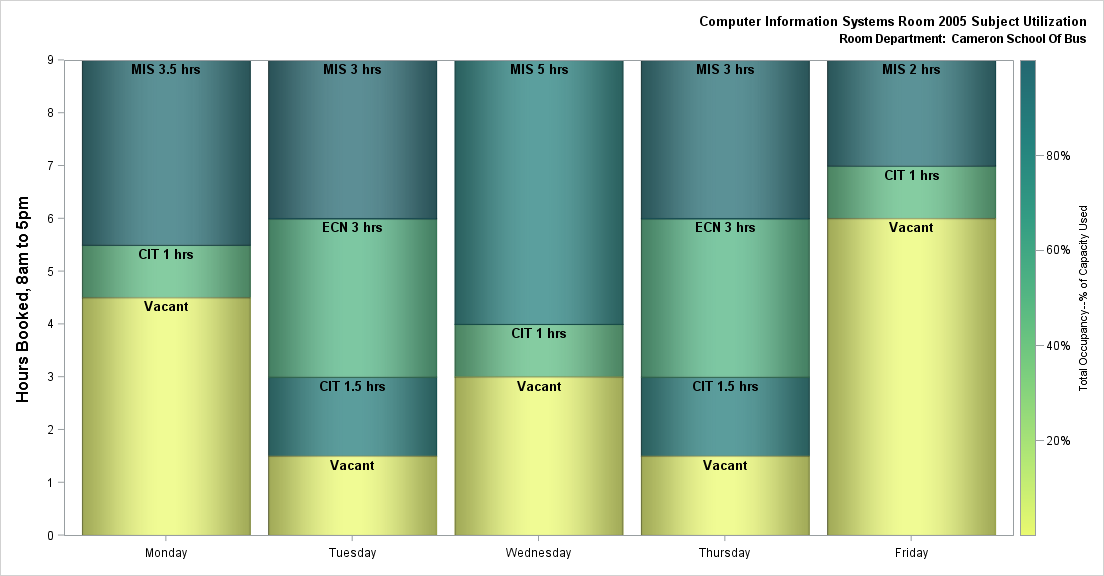 Computer Information Systems Room 2005 Subject Utilization
Room Department: Cameron School Of Bus
Hours Booked, 8am to 5pm
9
8
7
6
5
4
3
2
1
0
MIS 3.5 hrs
CIT 1 hrs
Vacant
MIS 3 hrs
ECN 3 hrs
CIT 1.5 hrs
Vacant
MIS 5 hrs
CIT 1 hrs
Vacant
MIS 3 hrs
ECN 3 hrs
CIT 1.5 hrs
Vacant
MIS 2 hrs
CIT 1 hrs
Vacant
Monday
Tuesday
Wednesday
Thursday
Friday
80%
60%
40%
20%
Total Occupancy--% of Capacity Used